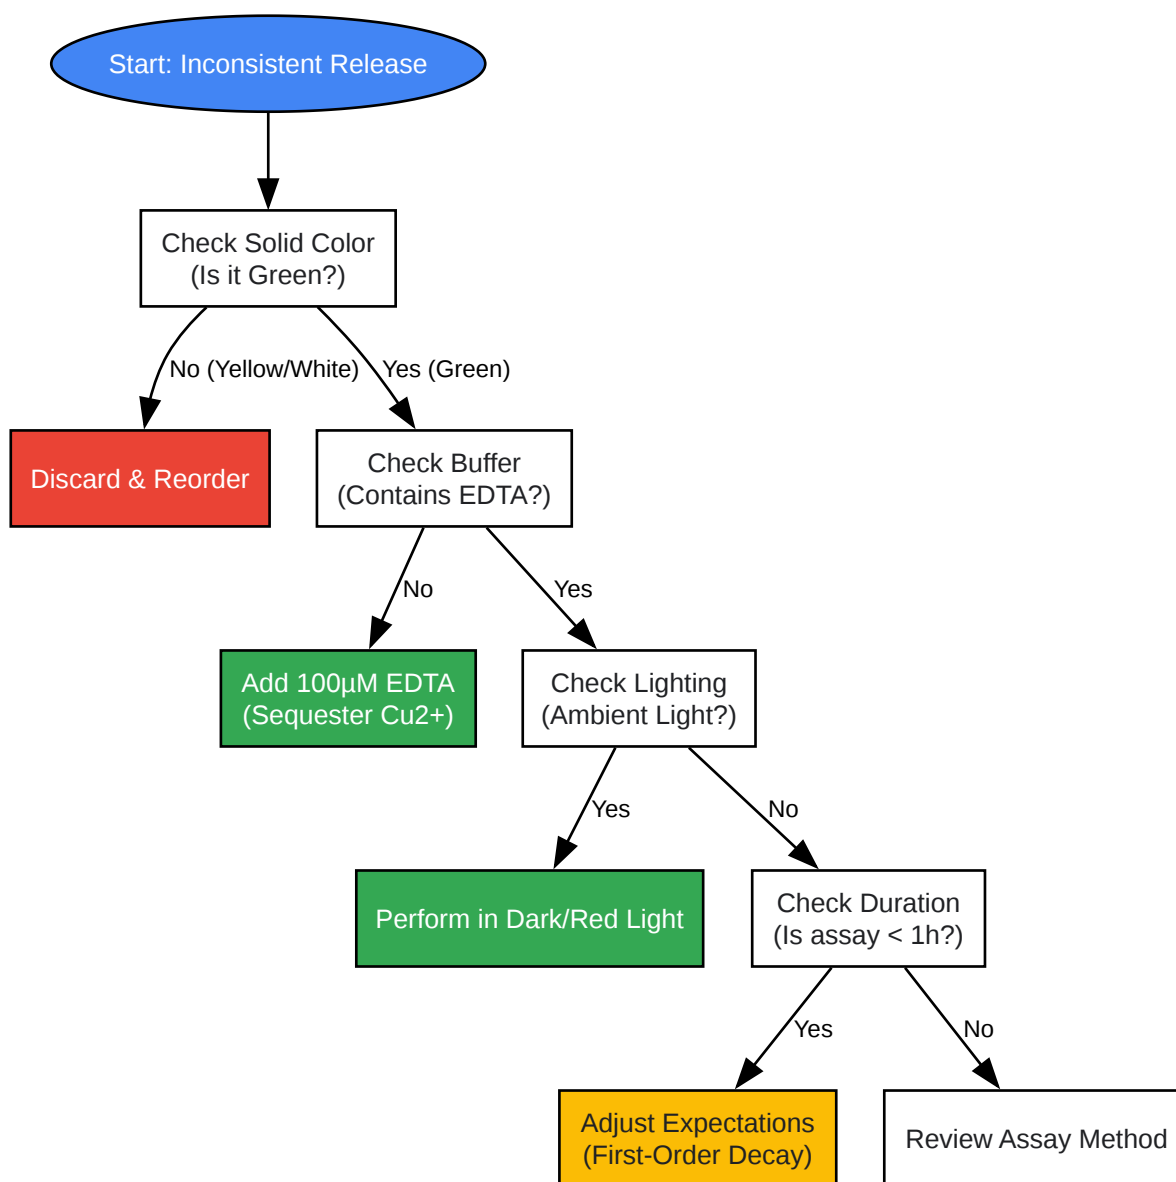 Start: Inconsistent Release
Check Solid Color
(Is it Green?)
No (Yellow/White)
Yes (Green)
Discard & Reorder
Check Buffer
(Contains EDTA?)
No
Yes
Add 100µM EDTA
(Sequester Cu2+)
Check Lighting
(Ambient Light?)
Yes
No
Perform in Dark/Red Light
Check Duration
(Is assay < 1h?)
Yes
No
Adjust Expectations
(First-Order Decay)
Review Assay Method